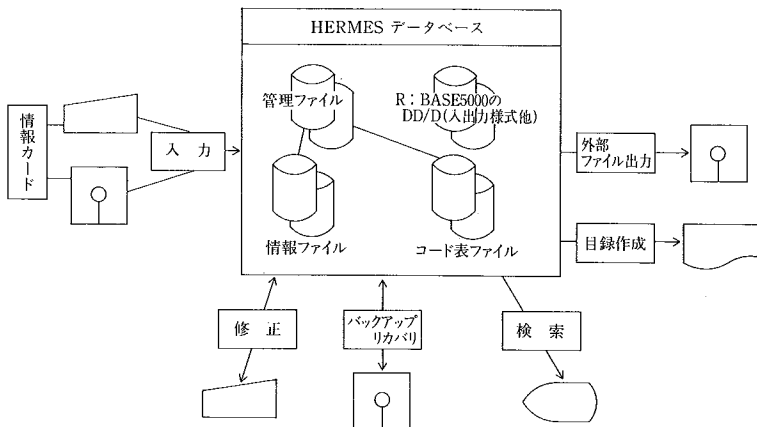 HERMES データベース
管理ファイル
R：BASE5000の
DD/D(入出力様式他)
情報カード
入 力
外部
ファイル出力
情報ファイル
コード表ファイル
目録作成
修 正
バックアップ
リカバリ
検 索